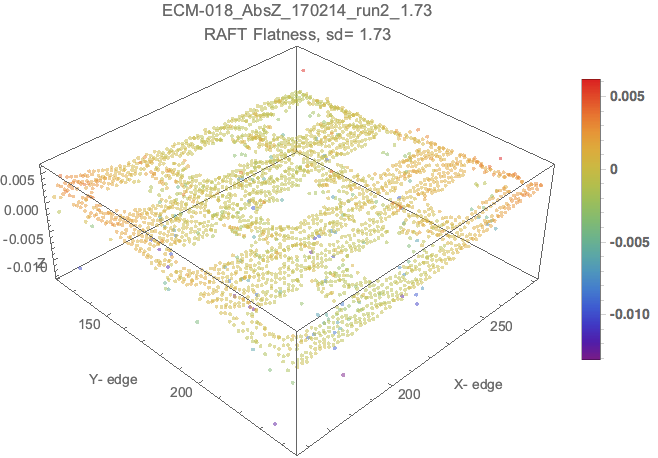 ECM-018_AbsZ_170214_run2_1.73
RAFT Flatness, sd= 1.73
0.005
0.000
-0.005
-0.010
Z
150
200
Y- edge
200
250
X- edge
0.005
0
-0.005
-0.010